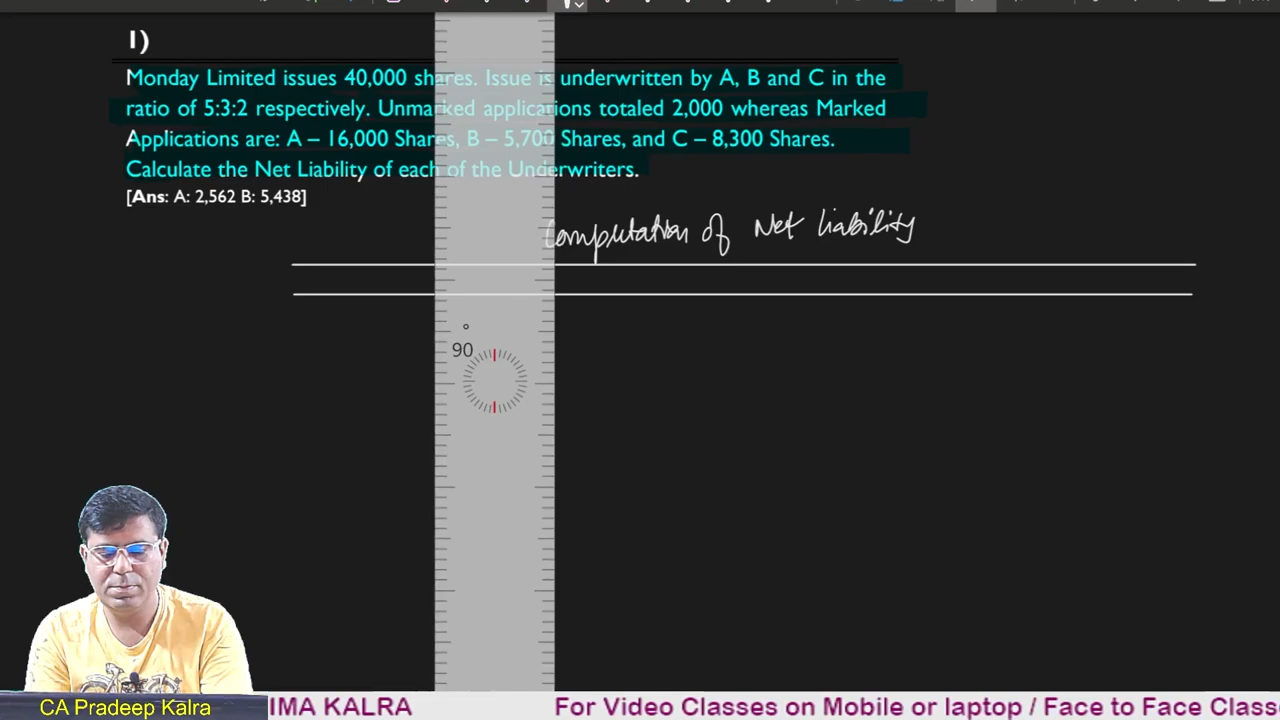 1)
Monday Limited issues 40,000 shares. Issue is underwritten by A, B and C in the
ratio of 5:3:2 respectively. Unmarked applications totaled 2,000 whereas Marked
Applications are: A – 16,000 Shares, B – 5,700 Shares, and C – 8,300 Shares.
Calculate the Net Liability of each of the Underwriters.
[Ans: A: 2,562 B: 5,438]
Computation of Net Liability
90
CA Pradeep Kalra
IMA KALRA
For Video Classes on Mobile or laptop / Face to Face Class